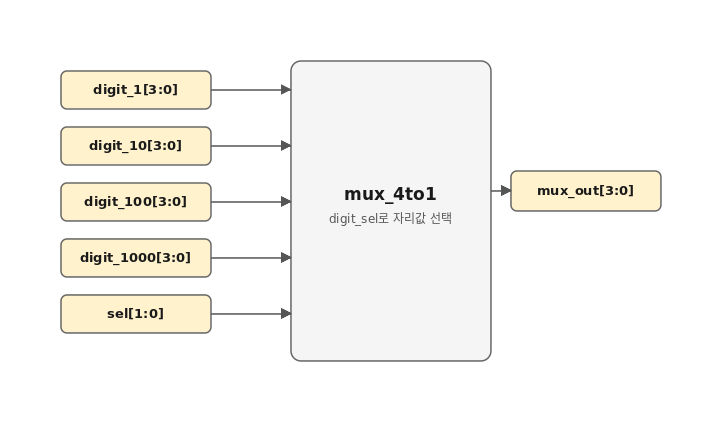 digit_1[3:0]
digit_10[3:0]
digit_100[3:0]
digit_1000[3:0]
sel[1:0]
mux_4to1
digit_sel로 자리값 선택
mux_out[3:0]